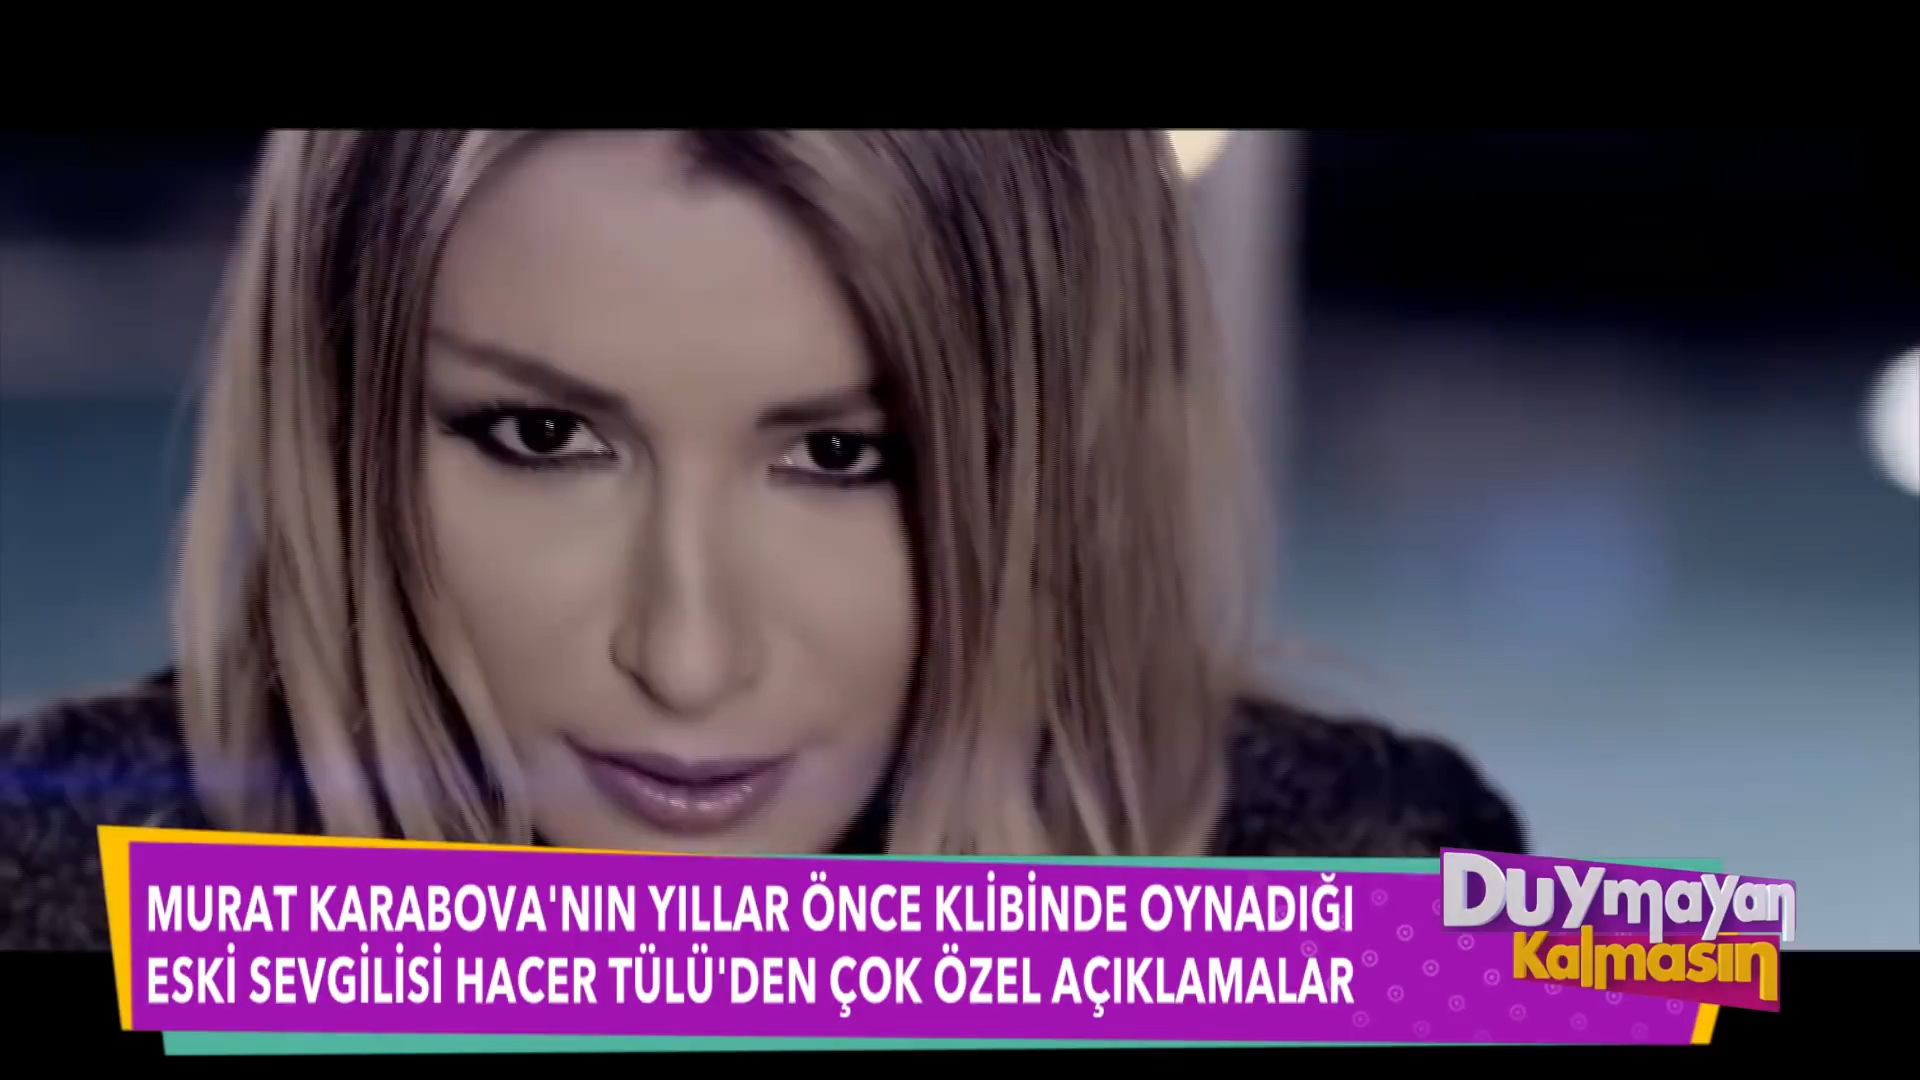 MURAT KARABOVA'NIN YILLAR ÖNCE KLİBİNDE OYNADIĞI
ESKİ SEVGİLİSİ HACER TÜLÜ'DEN ÇOK ÖZEL AÇIKLAMALAR
Duymayan
Kalmasın